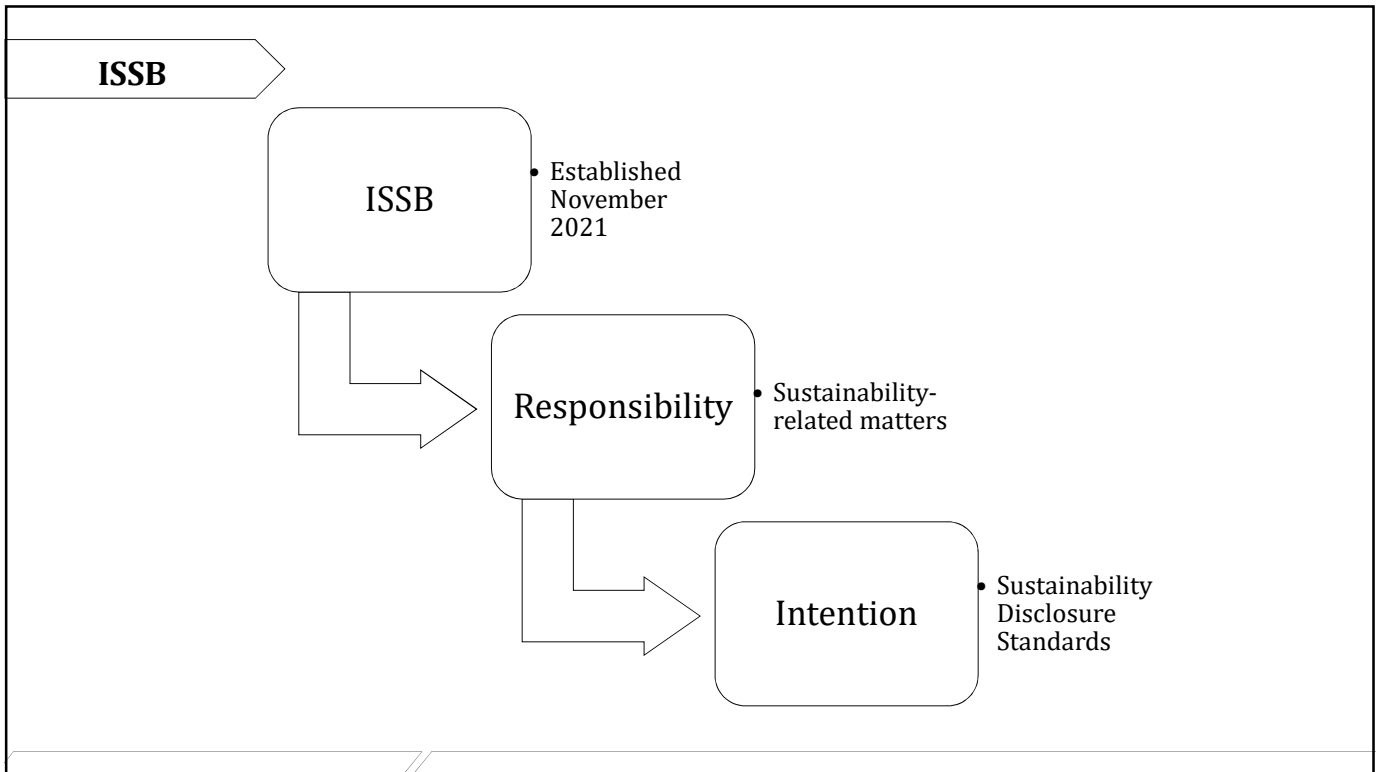 ISSB
ISSB
• Established
November
2021
Responsibility
• Sustainability-
related matters
Intention
• Sustainability
Disclosure
Standards